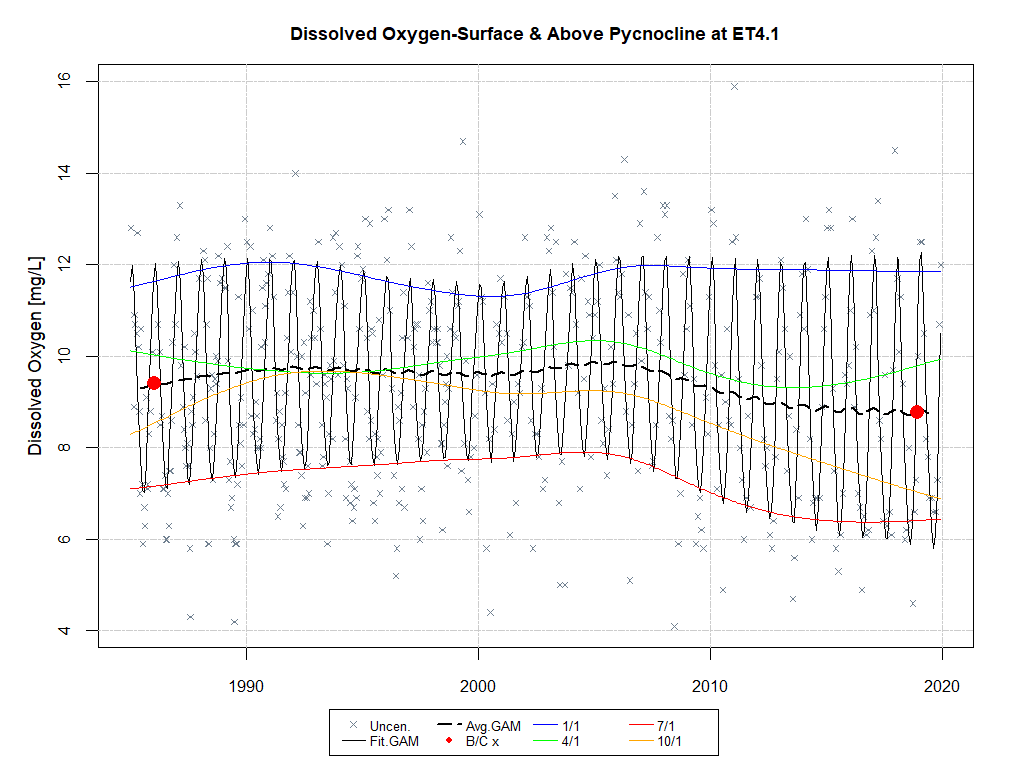 Dissolved Oxygen-Surface & Above Pycnocline at ET4.1
Dissolved Oxygen [mg/L]
16
14
12
10
8
6
4
1990 2000 2010 2020
Uncen. Avg.GAM 1/1 7/1
Fit.GAM B/C x 4/1 10/1